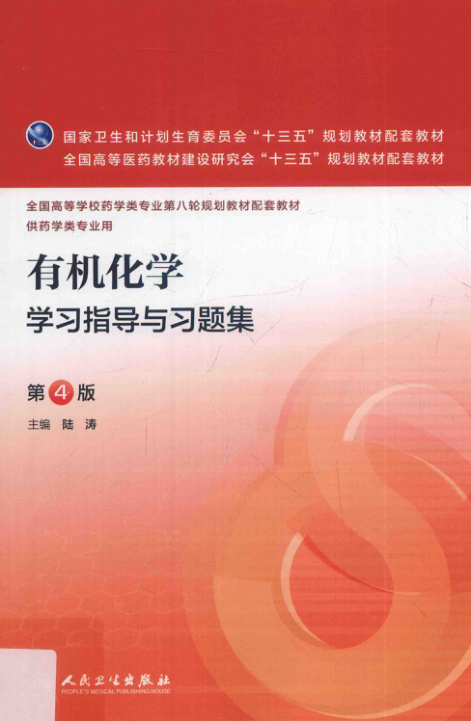 国家卫生和计划生育委员会“十三五”规划教材配套教材
全国高等医药教材建设研究会“十三五”规划教材配套教材
全国高等学校药学类专业第八轮规划教材配套教材
供药学类专业用
有机化学
学习指导与习题集
第4版
主编 陆 涛
人民卫生出版社
PEOPLE'S MEDICAL PUBLISHING HOUSE